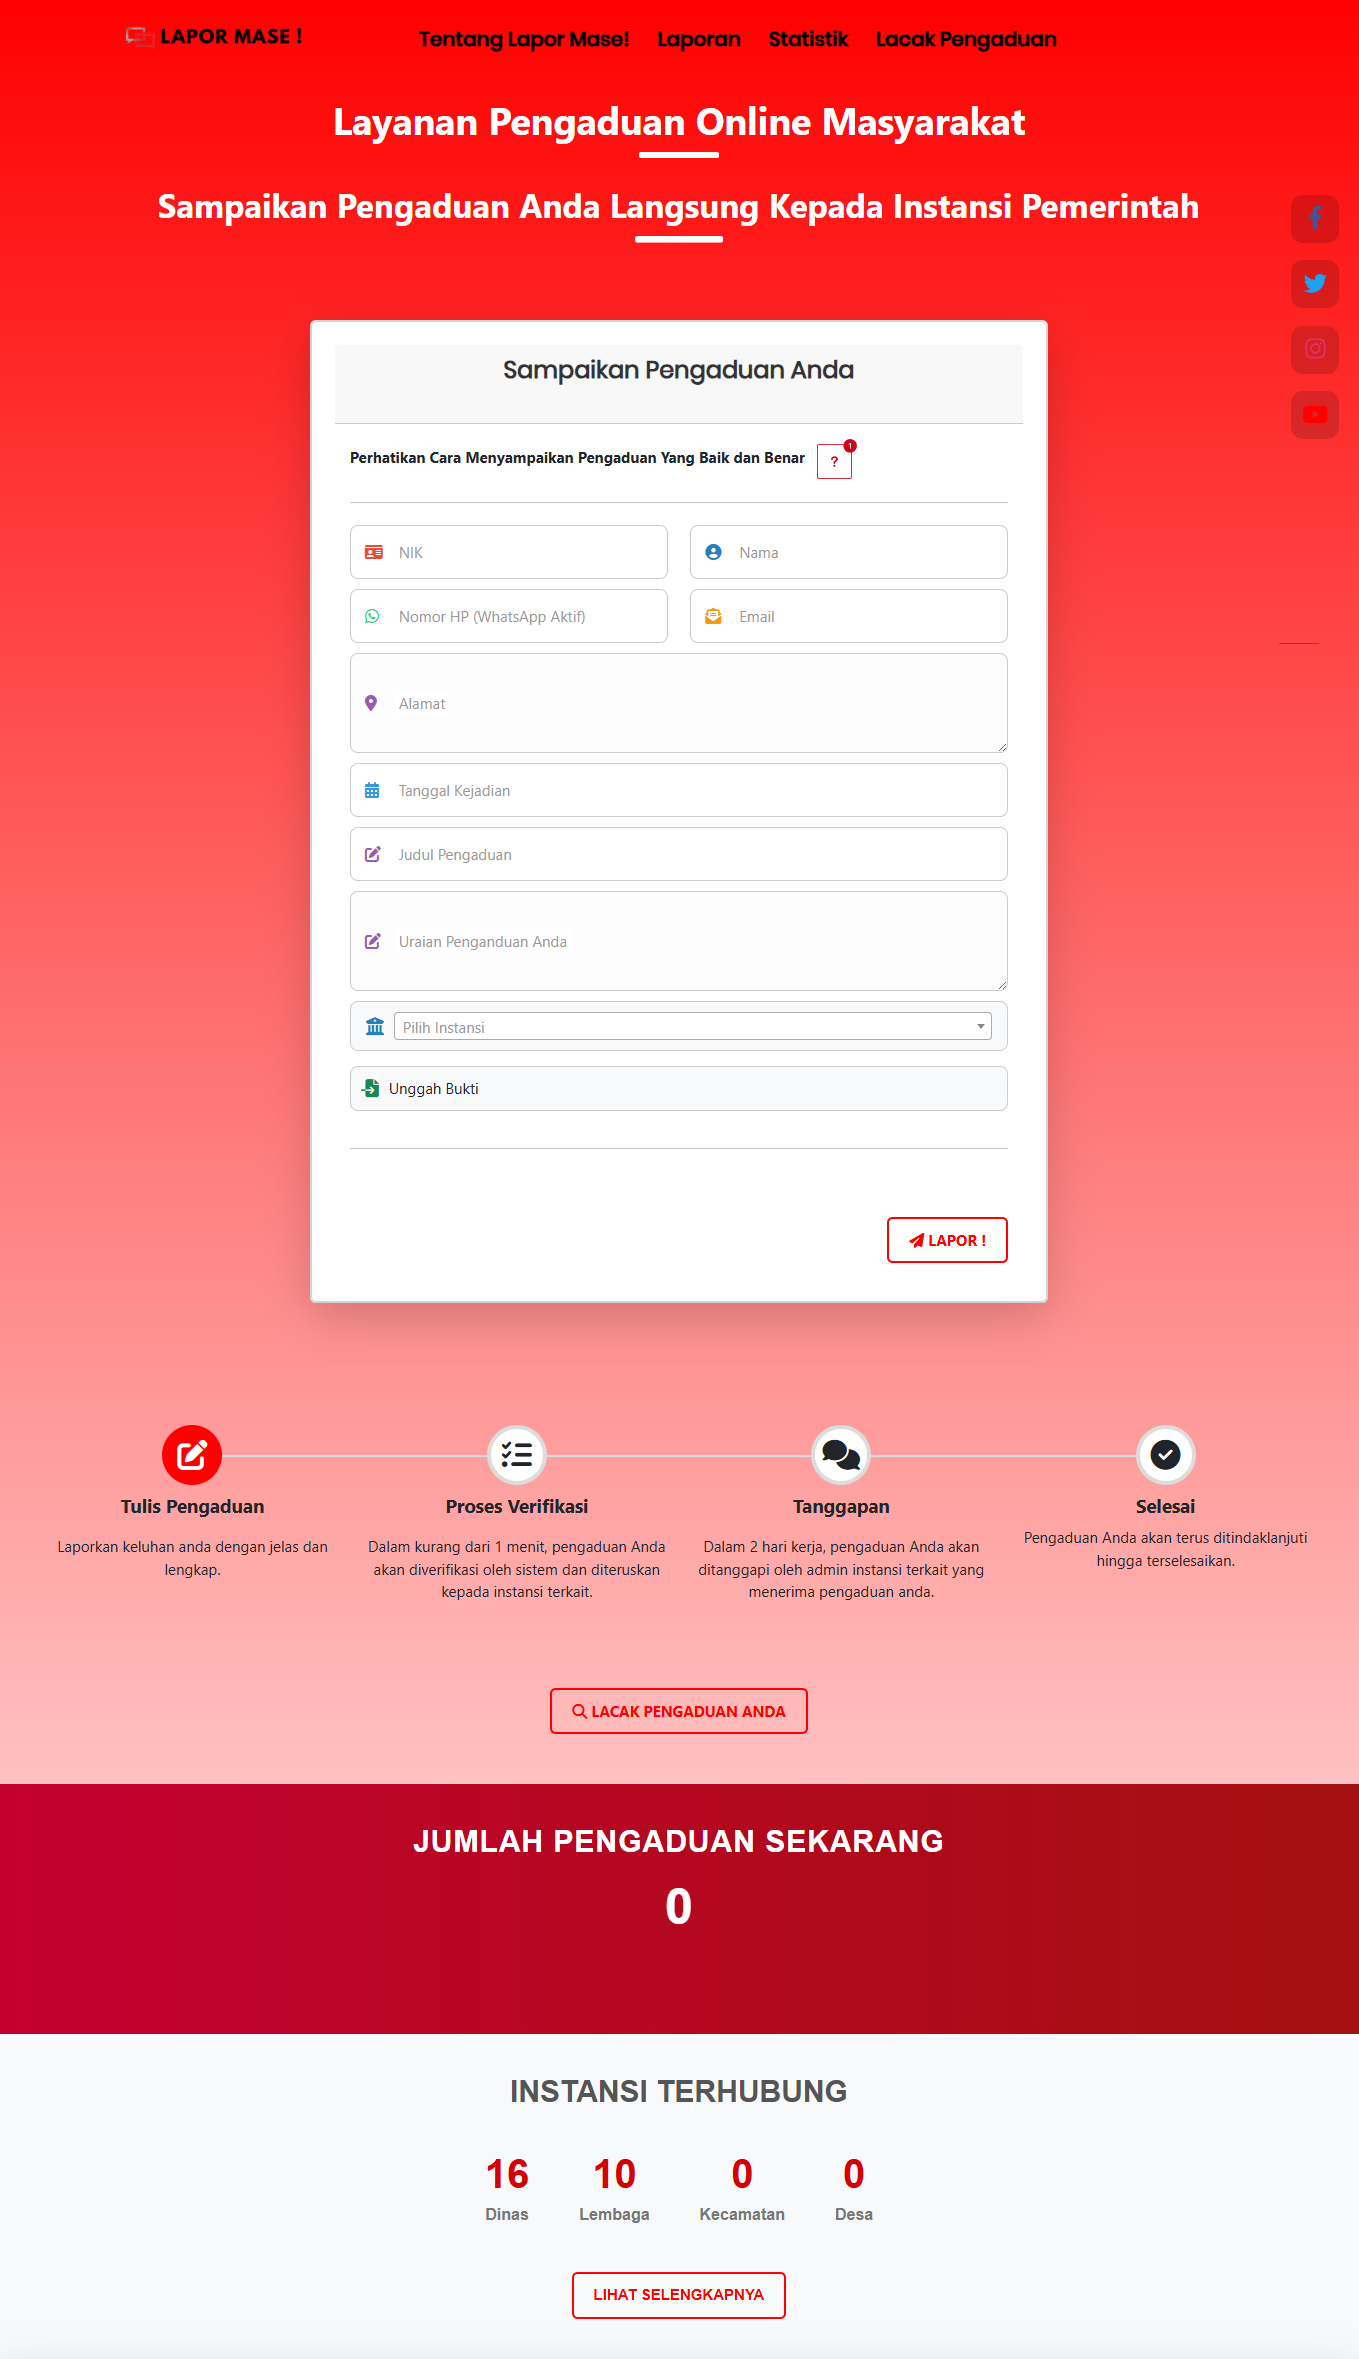 LAPOR MASE !
Tentang Lapor Mase! Laporan Statistik Lacak Pengaduan
Layanan Pengaduan Online Masyarakat
Sampaikan Pengaduan Anda Langsung Kepada Instansi Pemerintah
Sampaikan Pengaduan Anda
Perhatikan Cara Menyampaikan Pengaduan Yang Baik dan Benar ? 1
NIK
Nama
Nomor HP (WhatsApp Aktif)
Email
Alamat
Tanggal Kejadian
Judul Pengaduan
Uraian Penganduan Anda
Pilih Instansi
Unggah Bukti
LAPOR !
Tulis Pengaduan
Laporkan keluhan anda dengan jelas dan
lengkap.
Proses Verifikasi
Dalam kurang dari 1 menit, pengaduan Anda
akan diverifikasi oleh sistem dan diteruskan
kepada instansi terkait.
Tanggapan
Dalam 2 hari kerja, pengaduan Anda akan
ditanggapi oleh admin instansi terkait yang
menerima pengaduan anda.
Selesai
Pengaduan Anda akan terus ditindaklanjuti
hingga terselesaikan.
LACAK PENGADUAN ANDA
JUMLAH PENGADUAN SEKARANG
0
INSTANSI TERHUBUNG
16
Dinas
10
Lembaga
0
Kecamatan
0
Desa
LIHAT SELENGKAPNYA